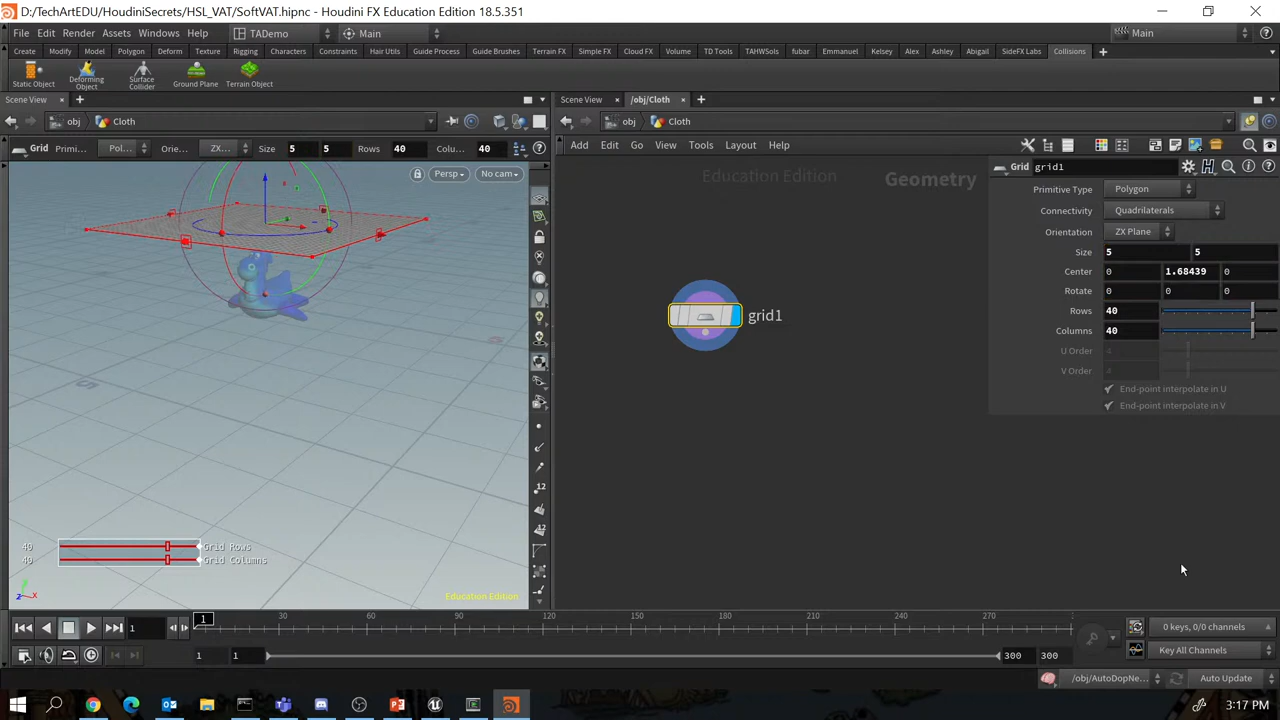 D:/TechArtEDU/HoudiniSecrets/HSL_VAT/SoftVAT.hipnc - Houdini FX Education Edition 18.5.351
File Edit Render Assets Windows Help TADemo Main Main
Create Modify Model Polygon Deform Texture Rigging Characters Constraints Hair Utils Guide Process Guide Brushes Terrain FX Simple FX Cloud FX Volume TD Tools TAHWSols fubar Emmanuel Kelsey Alex Ashley Abigail SideFX Labs Collisions
Static Object Deforming Object Surface Collider Ground Plane Terrain Object
Scene View Scene View /obj/Cloth
obj Cloth obj Cloth
Grid Primi... Pol... Orie... ZX... Size 5 5 Rows 40 Colu... 40
Add Edit Go View Tools Layout Help
Persp No cam
Education Edition Geometry
Grid grid1
Primitive Type Polygon
Connectivity Quadrilaterals
Orientation ZX Plane
Size 5 5
Center 0 1.68439 0
Rotate 0 0 0
Rows 40
Columns 40
U Order 4
V Order 4
End-point interpolate in U
End-point interpolate in V
grid1
5
12
12
40 Grid Rows
40 Grid Columns
Education Edition
1 30 60 90 120 150 180 210 240 270
1
0 keys, 0/0 channels
1 1 300 300
Key All Channels
/obj/AutoDopNe... Auto Update
3:17 PM